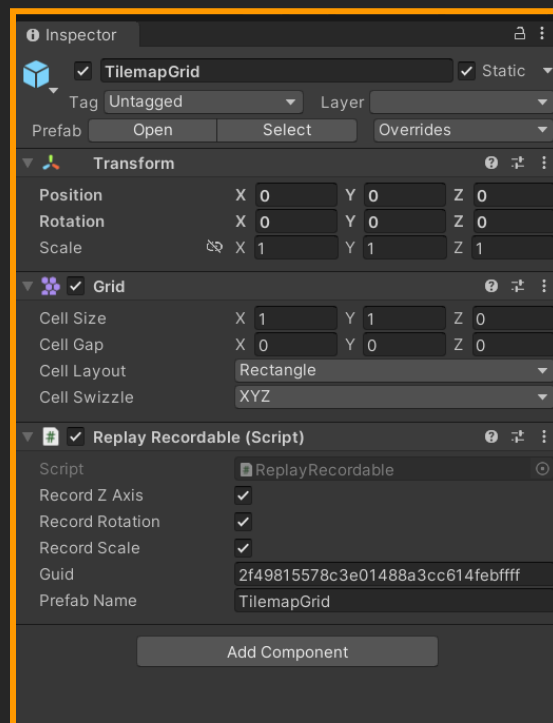 Inspector
TilemapGrid Static
Tag Untagged Layer
Prefab Open Select Overrides
Transform
Position X 0 Y 0 Z 0
Rotation X 0 Y 0 Z 0
Scale X 1 Y 1 Z 1
Grid
Cell Size X 1 Y 1 Z 0
Cell Gap X 0 Y 0 Z 0
Cell Layout Rectangle
Cell Swizzle XYZ
# Replay Recordable (Script)
Script # ReplayRecordable
Record Z Axis
Record Rotation
Record Scale
Guid 2f49815578c3e01488a3cc614febffff
Prefab Name TilemapGrid
Add Component